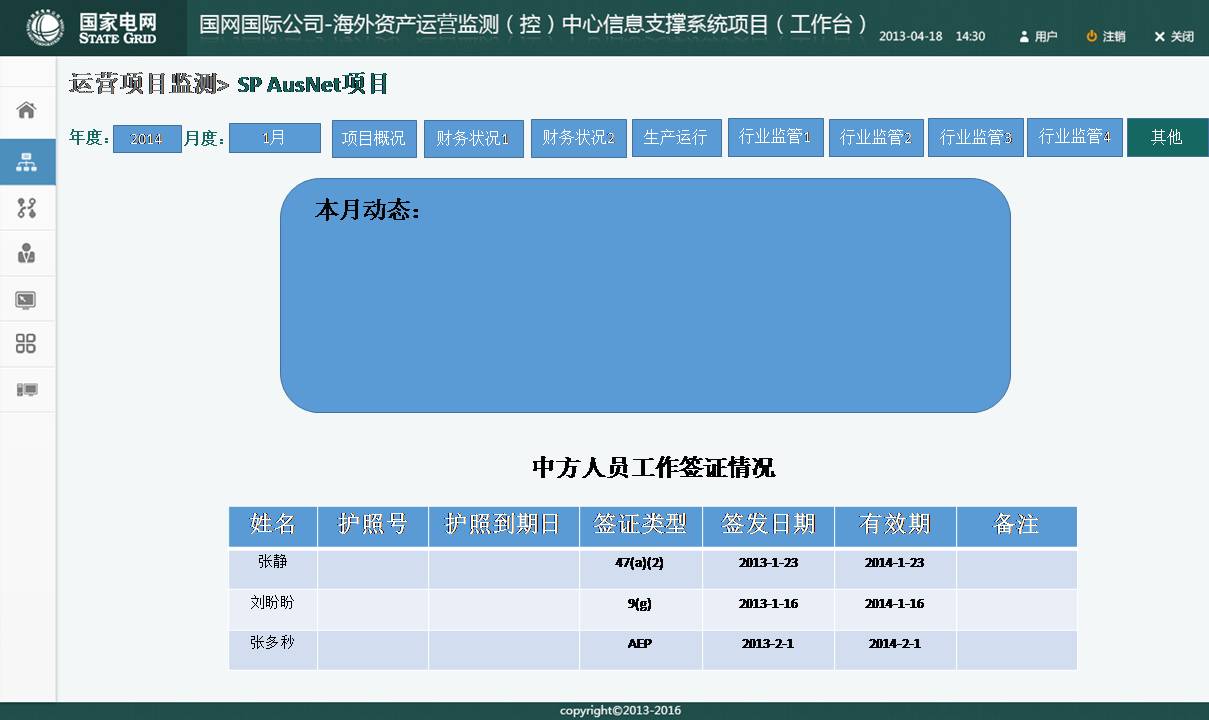 国家电网
STATE GRID
国网国际公司-海外资产运营监测（控）中心信息支撑系统项目（工作台）
2013-04-18 14:30 用户 注销 关闭
运营项目监测> SP AusNet项目
年度： 2014 月度： 1月 项目概况 财务状况1 财务状况2 生产运行 行业监管1 行业监管2 行业监管3 行业监管4 其他
本月动态：
中方人员工作签证情况
姓名 护照号 护照到期日 签证类型 签发日期 有效期 备注
张静 47(a)(2) 2013-1-23 2014-1-23
刘盼盼 9(g) 2013-1-16 2014-1-16
张多秒 AEP 2013-2-1 2014-2-1
copyright©2013-2016